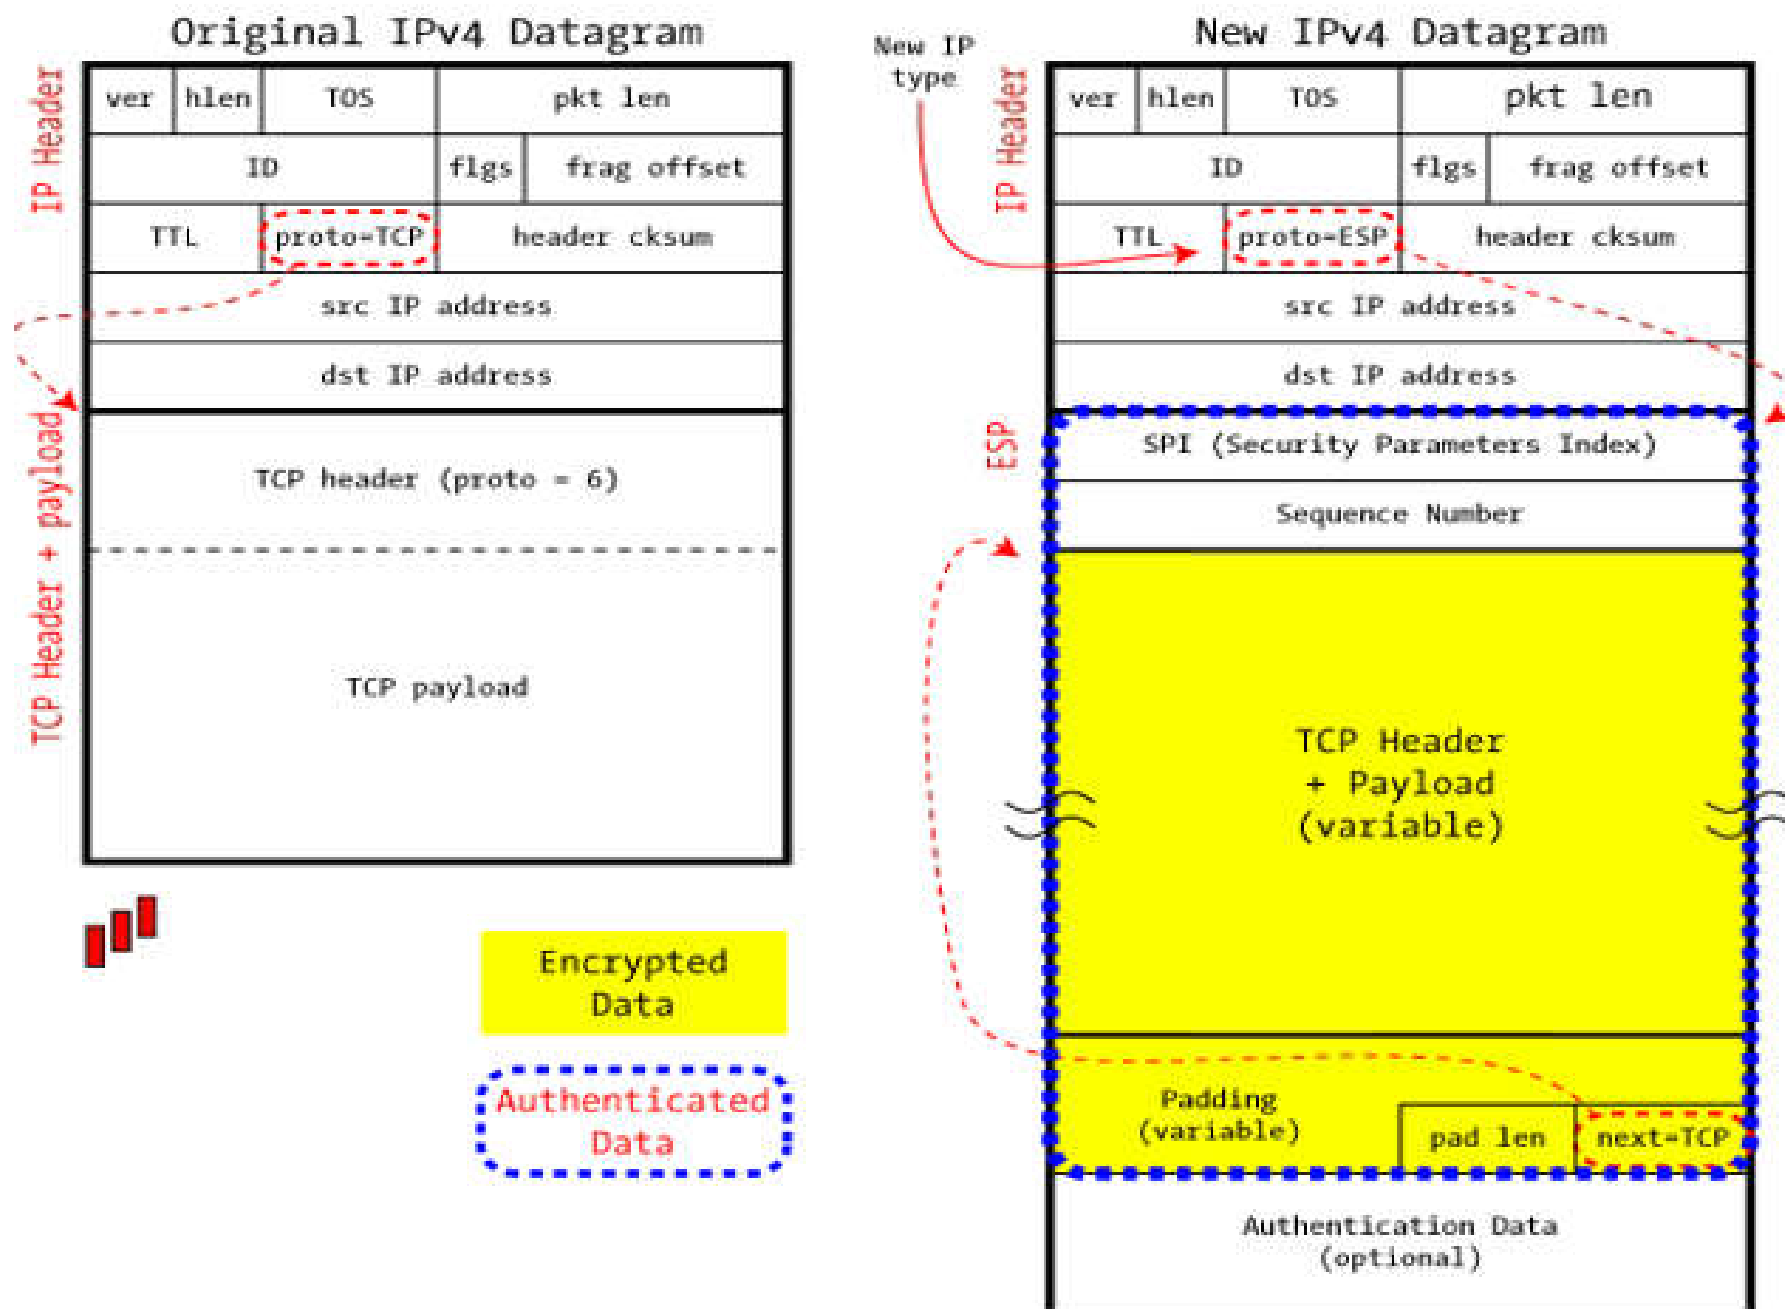 Original IPv4 Datagram
IP Header
ver hlen TOS pkt len
ID flgs frag offset
TTL proto=TCP header cksum
src IP address
dst IP address
TCP Header + payload
TCP header (proto = 6)
TCP payload
Encrypted
Data
Authenticated
Data
New IPv4 Datagram
New IP
type
IP Header
ver hlen TOS pkt len
ID flgs frag offset
TTL proto=ESP header cksum
src IP address
dst IP address
ESP
SPI (Security Parameters Index)
Sequence Number
TCP Header
+ Payload
(variable)
Padding
(variable)
pad len next=TCP
Authentication Data
(optional)